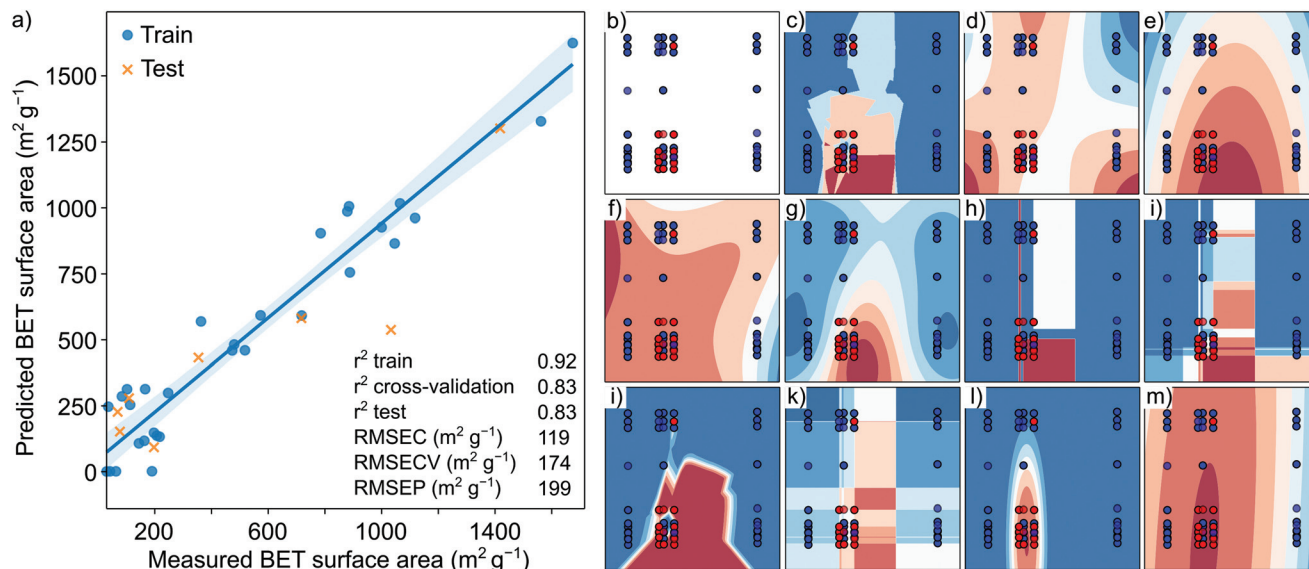 a)
Predicted BET surface area (m² g⁻¹)
1500
1250
1000
750
500
250
0
Train
Test
r² train 0.92
r² cross-validation 0.83
r² test 0.83
RMSEC (m² g⁻¹) 119
RMSECV (m² g⁻¹) 174
RMSEP (m² g⁻¹) 199
200 600 1000 1400
Measured BET surface area (m² g⁻¹)
b) c) d) e)
f) g) h) i)
i) k) l) m)